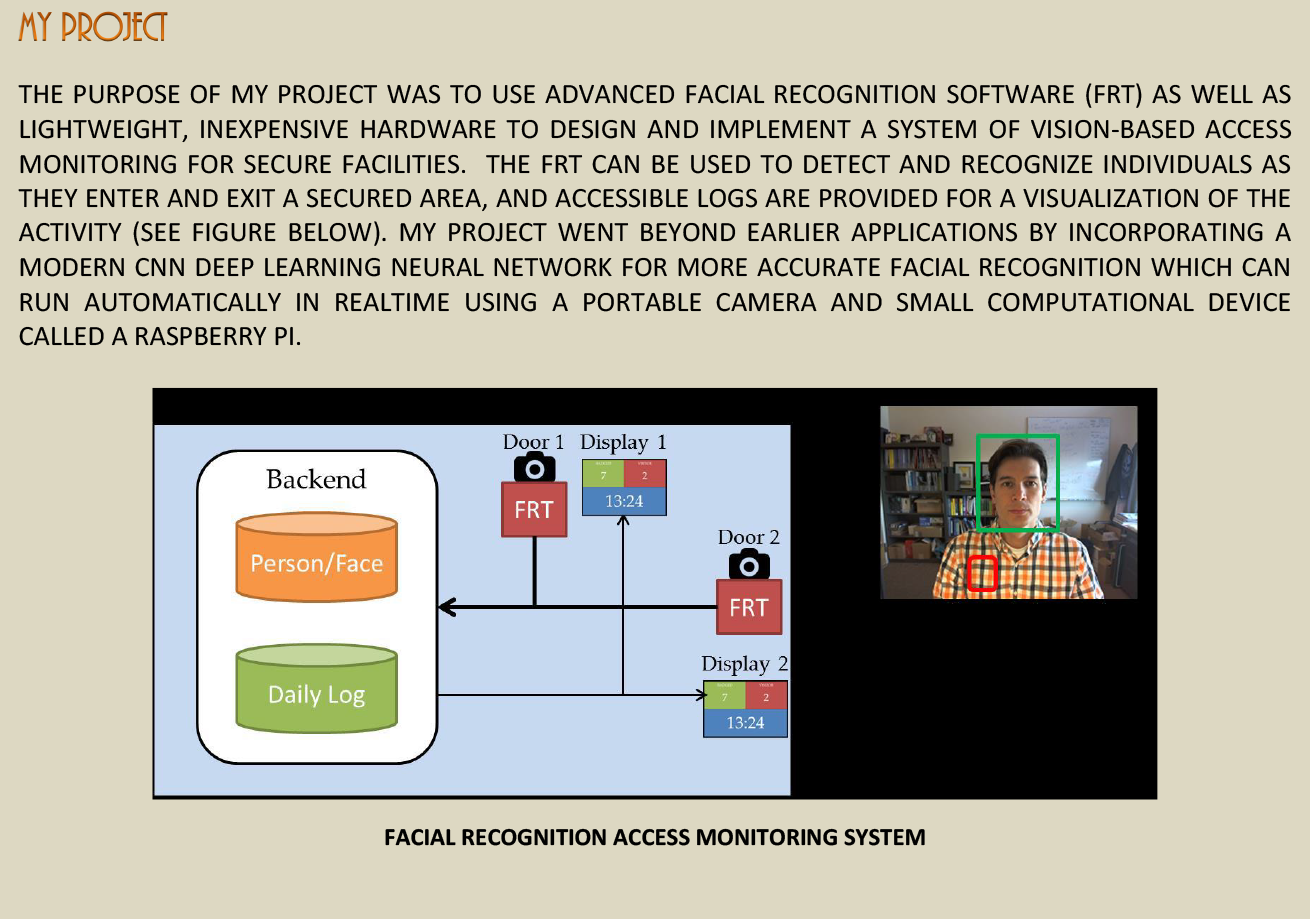 MY PROJECT
THE PURPOSE OF MY PROJECT WAS TO USE ADVANCED FACIAL RECOGNITION SOFTWARE (FRT) AS WELL AS
LIGHTWEIGHT, INEXPENSIVE HARDWARE TO DESIGN AND IMPLEMENT A SYSTEM OF VISION-BASED ACCESS
MONITORING FOR SECURE FACILITIES. THE FRT CAN BE USED TO DETECT AND RECOGNIZE INDIVIDUALS AS
THEY ENTER AND EXIT A SECURED AREA, AND ACCESSIBLE LOGS ARE PROVIDED FOR A VISUALIZATION OF THE
ACTIVITY (SEE FIGURE BELOW). MY PROJECT WENT BEYOND EARLIER APPLICATIONS BY INCORPORATING A
MODERN CNN DEEP LEARNING NEURAL NETWORK FOR MORE ACCURATE FACIAL RECOGNITION WHICH CAN
RUN AUTOMATICALLY IN REALTIME USING A PORTABLE CAMERA AND SMALL COMPUTATIONAL DEVICE
CALLED A RASPBERRY PI.
Door 1 Display 1
Backend
7 2
13:24
FRT
Door 2
Person/Face
FRT
Display 2
Daily Log
7 2
13:24
FACIAL RECOGNITION ACCESS MONITORING SYSTEM